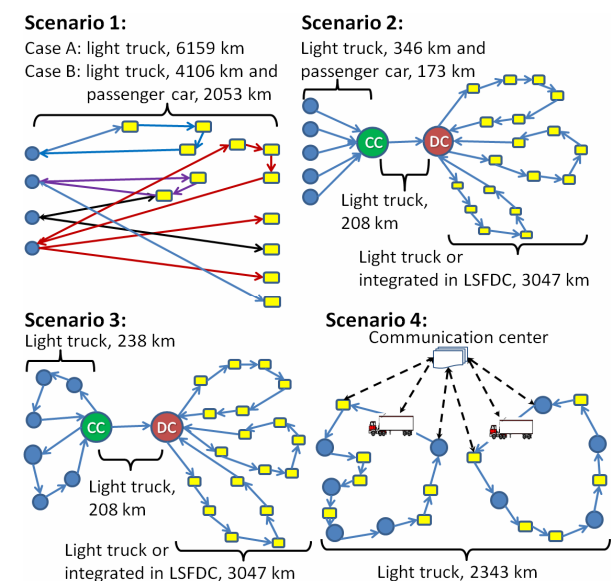 Scenario 1:
Case A: light truck, 6159 km
Case B: light truck, 4106 km and
passenger car, 2053 km
Scenario 2:
Light truck, 346 km and
passenger car, 173 km
CC
DC
Light truck,
208 km
Light truck or
integrated in LSFDC, 3047 km
Scenario 3:
Light truck, 238 km
CC
DC
Light truck,
208 km
Light truck or
integrated in LSFDC, 3047 km
Scenario 4:
Communication center
Light truck, 2343 km